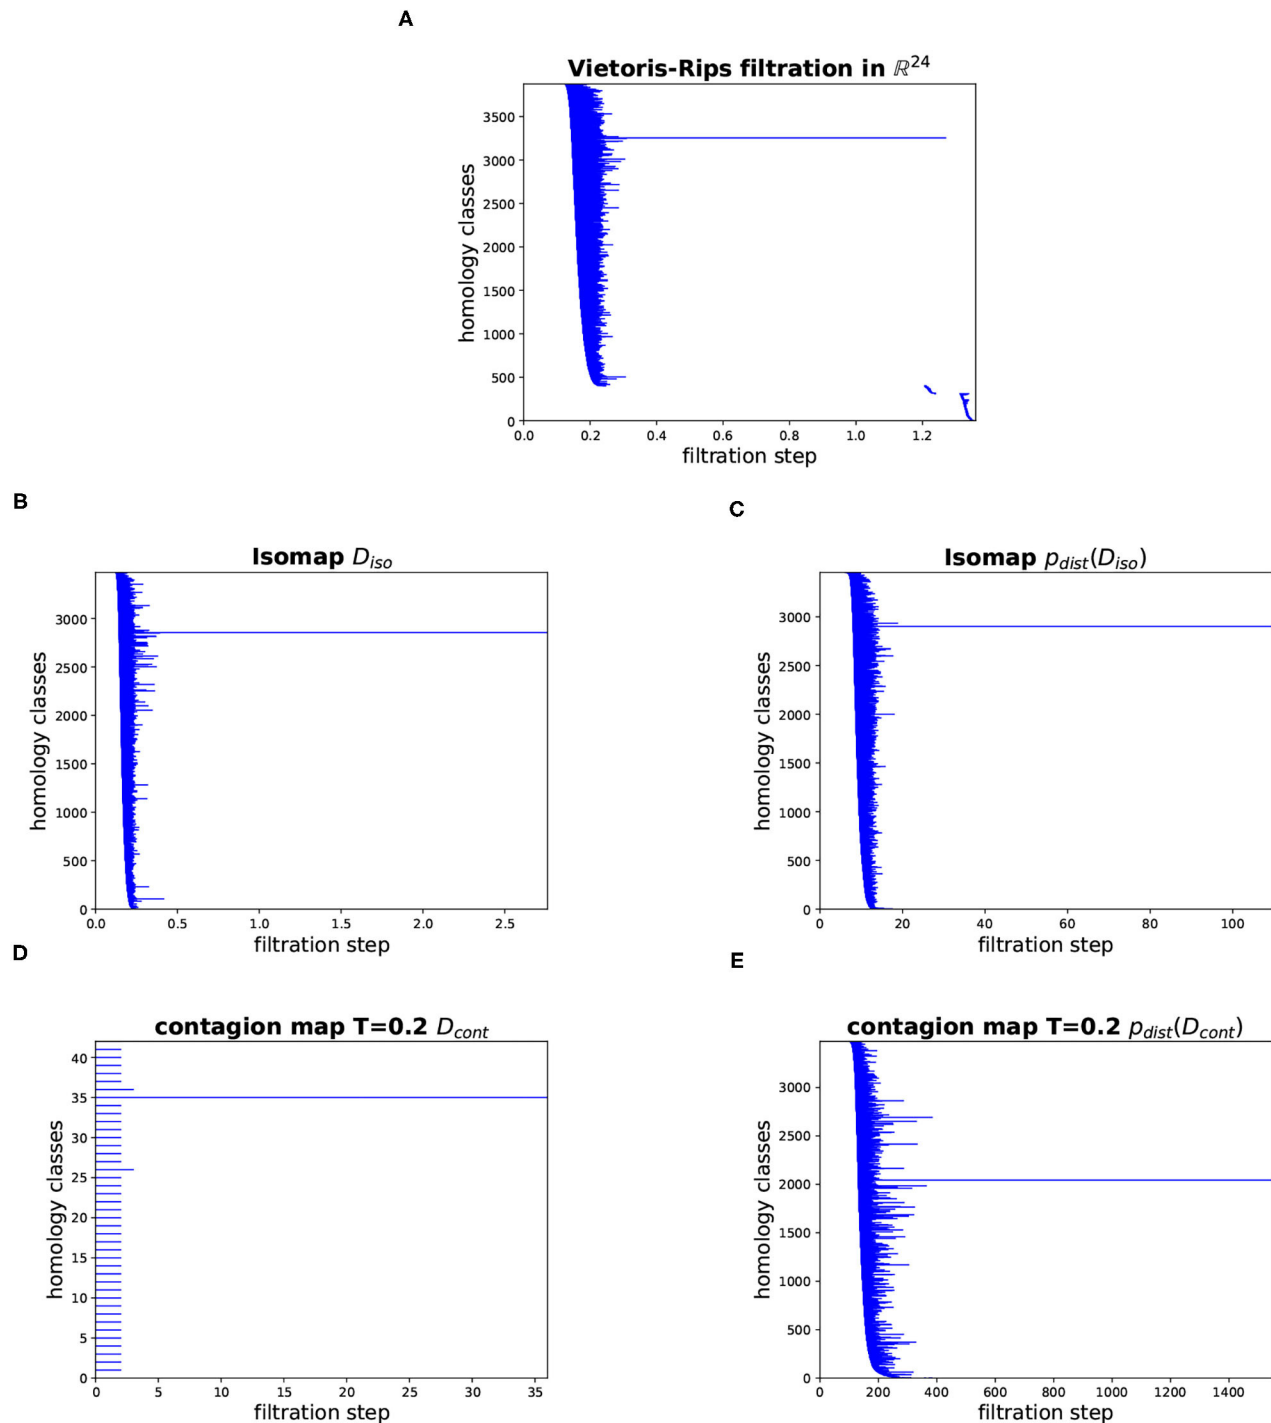 A
Vietoris-Rips filtration in ℝ²⁴
homology classes
3500
3000
2500
2000
1500
1000
500
0
0.0 0.2 0.4 0.6 0.8 1.0 1.2
filtration step
B
Isomap D_iso
homology classes
3000
2500
2000
1500
1000
500
0
0.0 0.5 1.0 1.5 2.0 2.5
filtration step
C
Isomap p_dist(D_iso)
homology classes
3000
2500
2000
1500
1000
500
0
0 20 40 60 80 100
filtration step
D
contagion map T=0.2 D_cont
homology classes
40
35
30
25
20
15
10
5
0
0 5 10 15 20 25 30 35
filtration step
E
contagion map T=0.2 p_dist(D_cont)
homology classes
3000
2500
2000
1500
1000
500
0
0 200 400 600 800 1000 1200 1400
filtration step